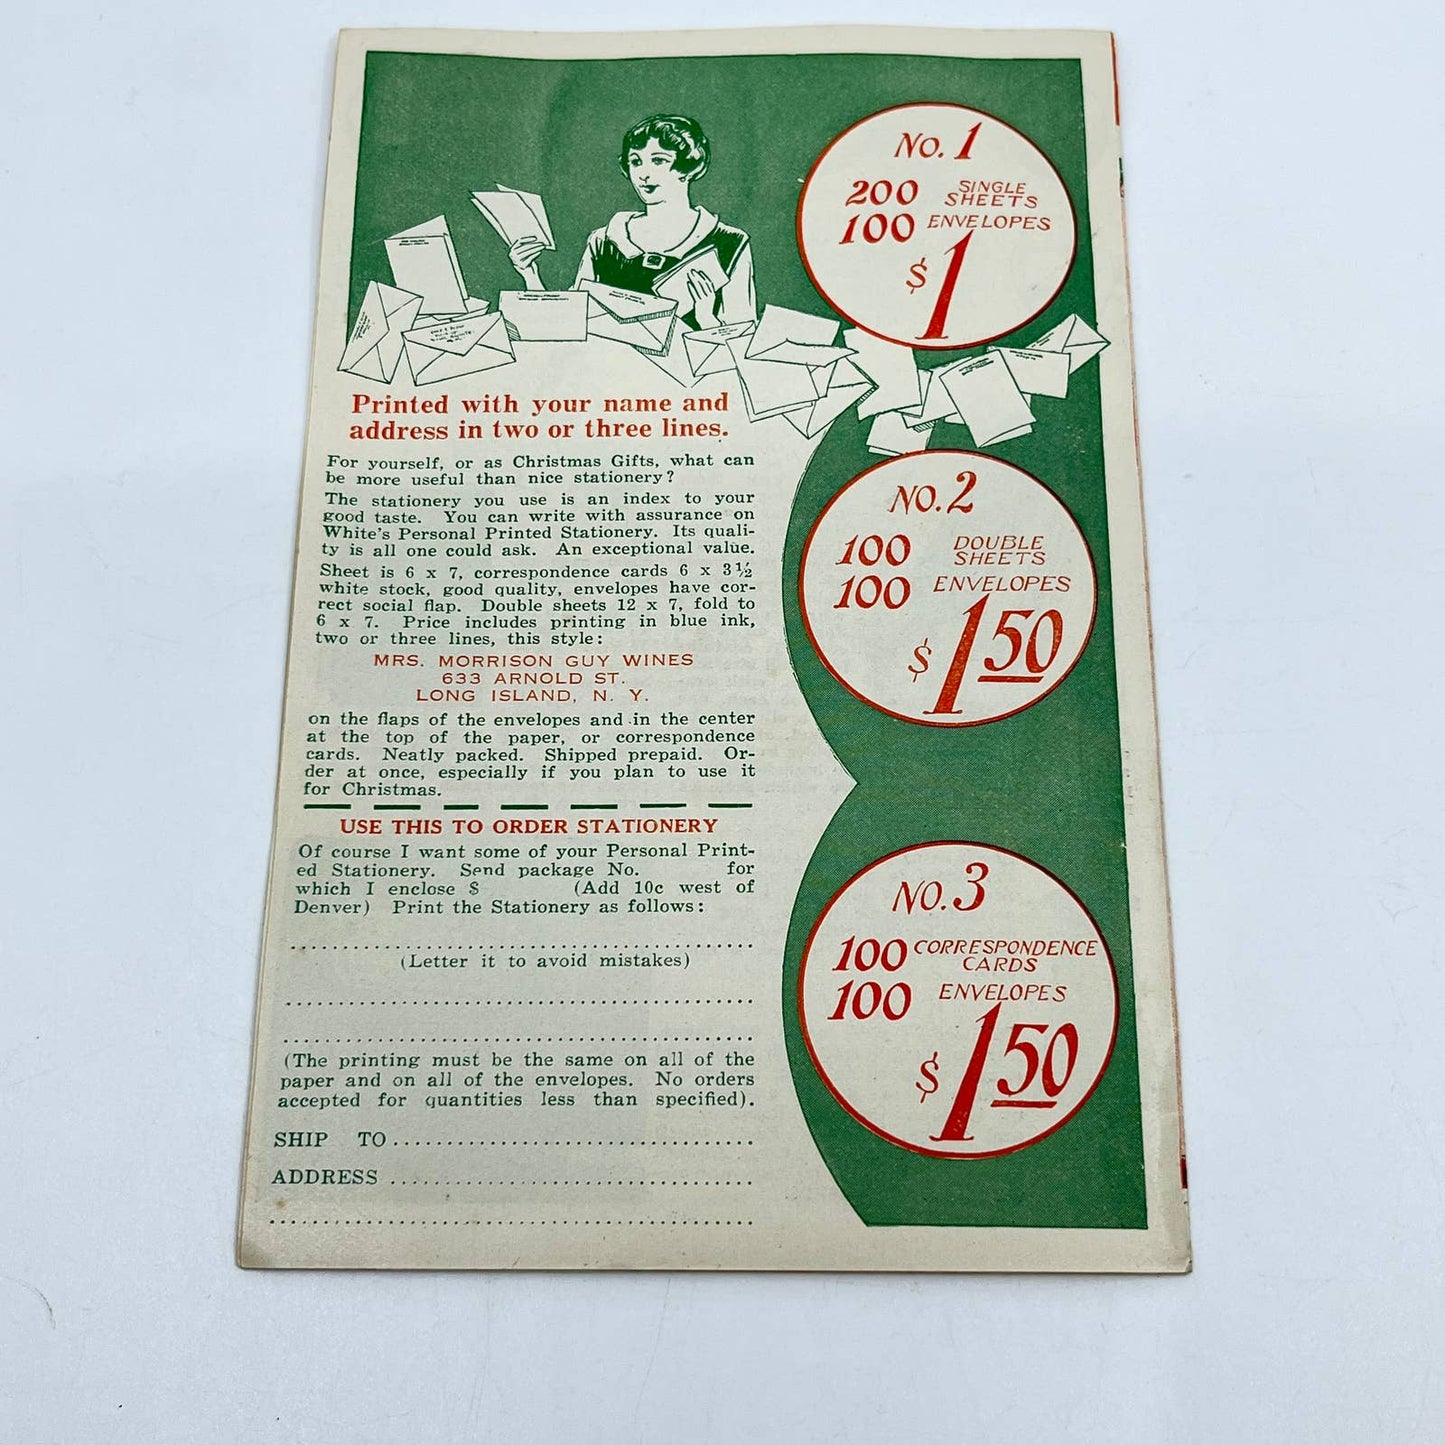 Printed with your name and
address in two or three lines.
For yourself, or as Christmas Gifts, what can
be more useful than nice stationery?
The stationery you use is an index to your
good taste. You can write with assurance on
White's Personal Printed Stationery. Its quali-
ty is all one could ask. An exceptional value.
Sheet is 6 x 7, correspondence cards 6 x 3½
white stock, good quality, envelopes have cor-
rect social flap. Double sheets 12 x 7, fold to
6 x 7. Price includes printing in blue ink,
two or three lines, this style:
MRS. MORRISON GUY WINES
633 ARNOLD ST.
LONG ISLAND, N. Y.
on the flaps of the envelopes and in the center
at the top of the paper, or correspondence
cards. Neatly packed. Shipped prepaid. Or-
der at once, especially if you plan to use it
for Christmas.
USE THIS TO ORDER STATIONERY
Of course I want some of your Personal Print-
ed Stationery. Send package No. for
which I enclose $ (Add 10c west of
Denver) Print the Stationery as follows:
(Letter it to avoid mistakes)
(The printing must be the same on all of the
paper and on all of the envelopes. No orders
accepted for quantities less than specified).
SHIP TO
ADDRESS
NO. 1
200 SINGLE SHEETS
100 ENVELOPES
$1
NO. 2
100 DOUBLE SHEETS
100 ENVELOPES
$1 50
NO. 3
100 CORRESPONDENCE CARDS
100 ENVELOPES
$1 50